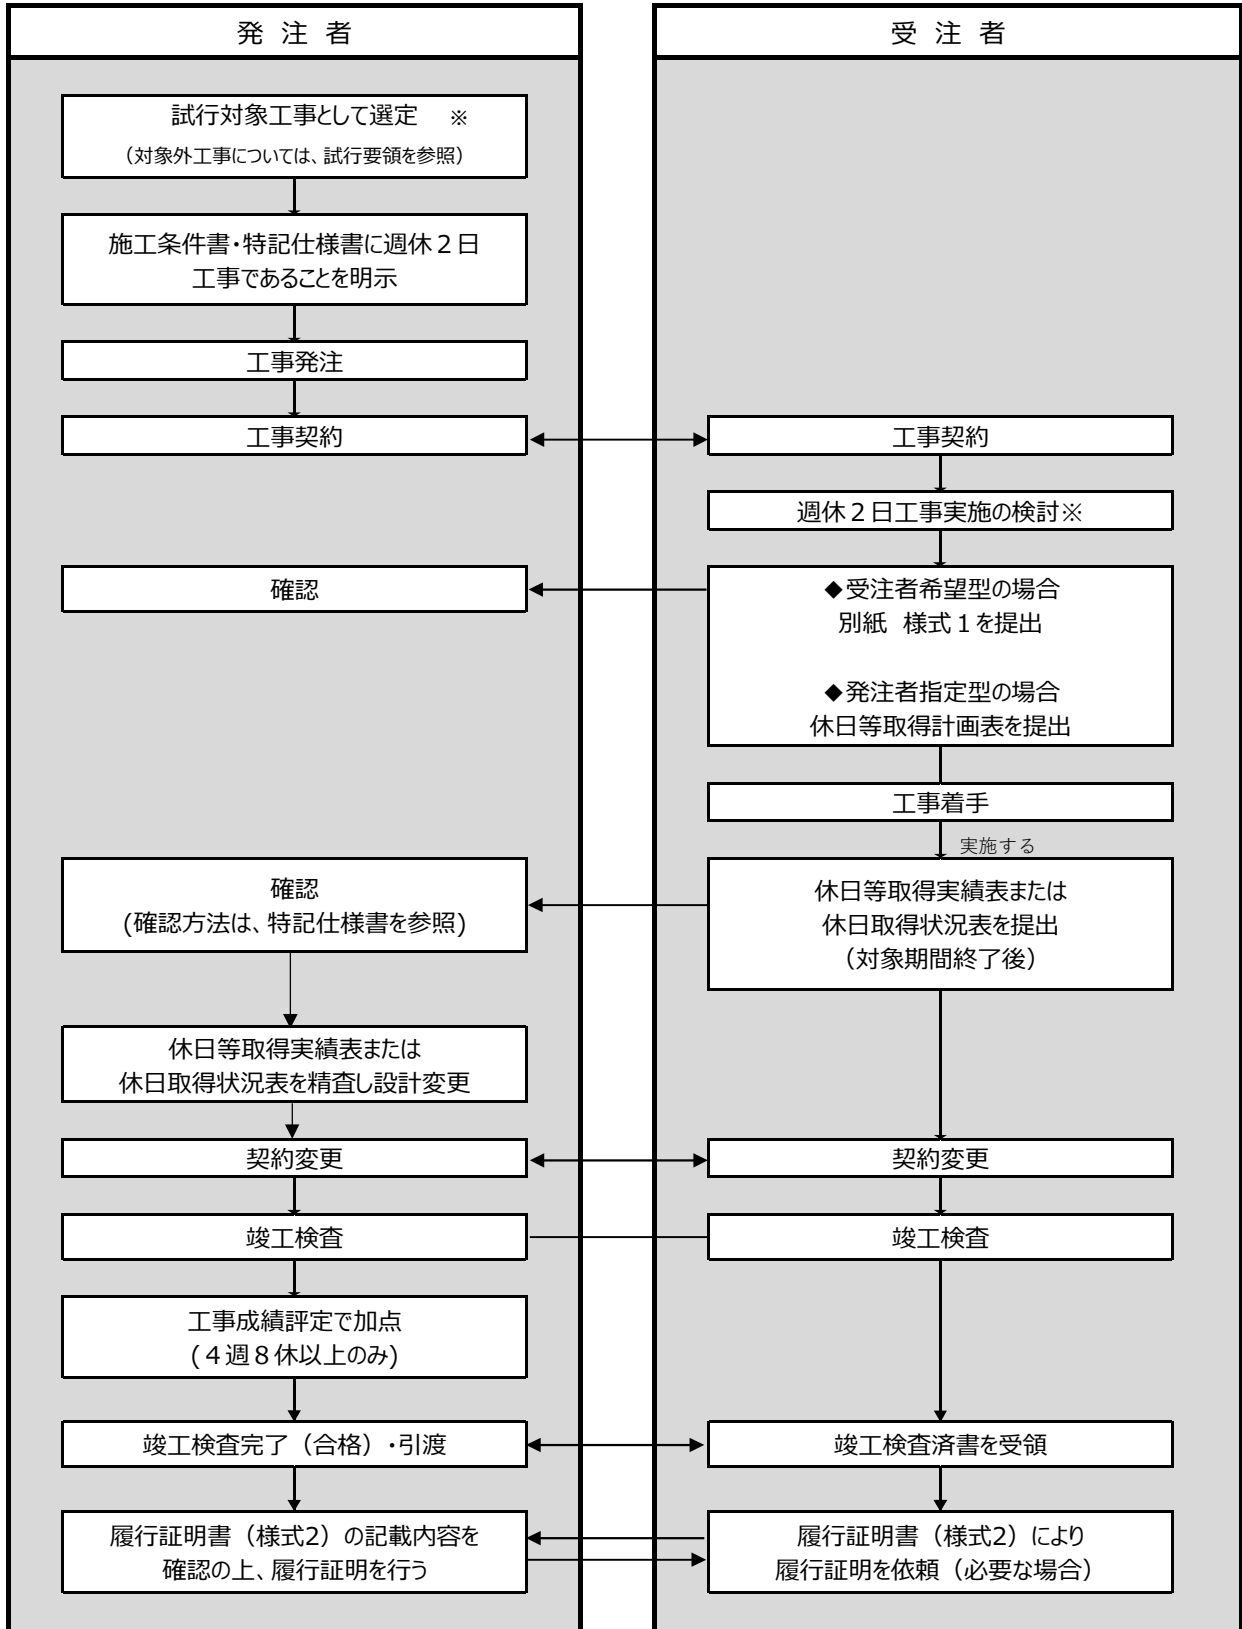 発 注 者
受 注 者
試行対象工事として選定 ※
（対象外工事については、試行要領を参照）
施工条件書・特記仕様書に週休２日
工事であることを明示
工事発注
工事契約
工事契約
週休２日工事実施の検討※
確認
◆受注者希望型の場合
別紙 様式１を提出
◆発注者指定型の場合
休日等取得計画表を提出
工事着手
実施する
確認
(確認方法は、特記仕様書を参照)
休日等取得実績表または
休日取得状況表を提出
（対象期間終了後）
休日等取得実績表または
休日取得状況表を精査し設計変更
契約変更
契約変更
竣工検査
竣工検査
工事成績評定で加点
(４週８休以上のみ)
竣工検査完了（合格）・引渡
竣工検査済書を受領
履行証明書（様式2）の記載内容を
確認の上、履行証明を行う
履行証明書（様式2）により
履行証明を依頼（必要な場合）